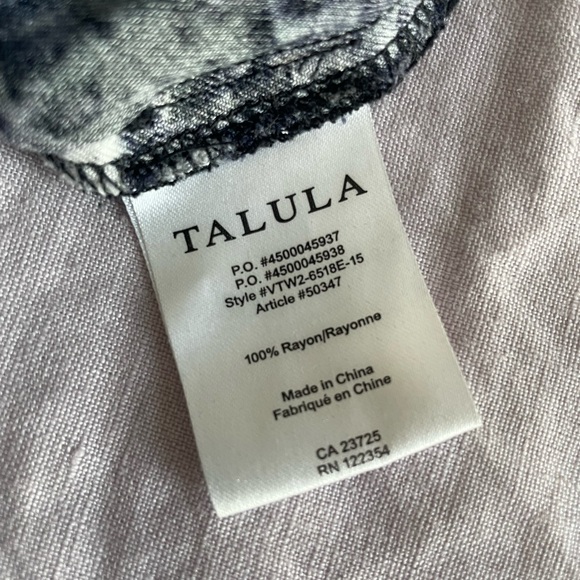 TALULA
P.O. #4500045937
P.O. #4500045938
Style #VTW2-6518E-15
Article #50347
100% Rayon/Rayonne
Made in China
Fabriqué en Chine
CA 23725
RN 122354